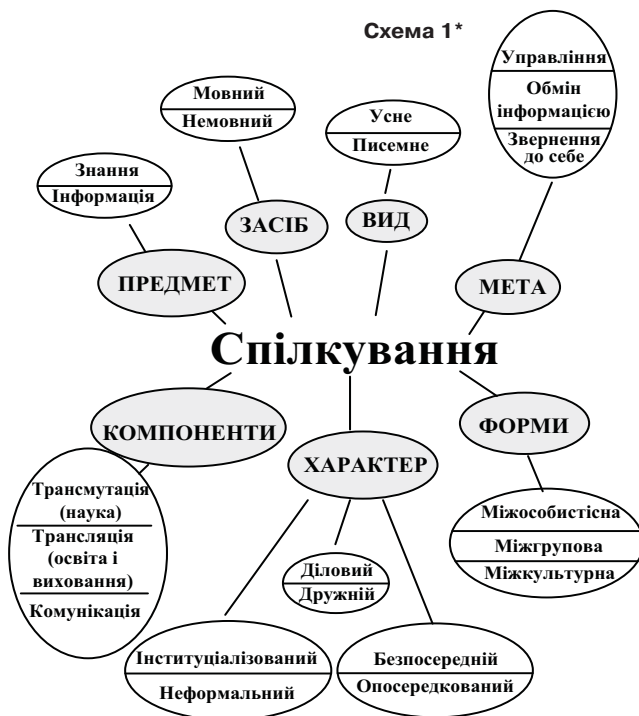 Схема 1*
Управління
Обмін
інформацією
Звернення
до себе
Мовний
Немовний
Усне
Писемне
Знання
Інформація
ЗАСІБ
ВИД
ПРЕДМЕТ
МЕТА
Спілкування
КОМПОНЕНТИ
ХАРАКТЕР
ФОРМИ
Трансмутація
(наука)
Трансляція
(освіта і
виховання)
Комунікація
Діловий
Дружній
Міжособистісна
Міжгрупова
Міжкультурна
Інституціалізований
Неформальний
Безпосередній
Опосередкований